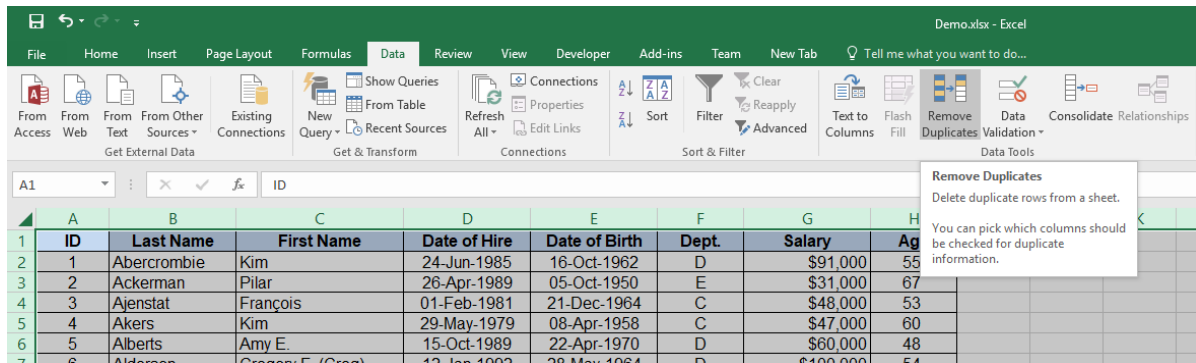 Demo.xlsx - Excel
File Home Insert Page Layout Formulas Data Review View Developer Add-ins Team New Tab Tell me what you want to do...
From Access
From Web
From Text
From Other Sources
Existing Connections
Get External Data
New Query
Show Queries
From Table
Recent Sources
Get & Transform
Refresh All
Connections
Properties
Edit Links
Connections
Sort
Filter
Clear
Reapply
Advanced
Sort & Filter
Text to Columns
Flash Fill
Remove Duplicates
Data Validation
Consolidate
Relationships
Data Tools
Remove Duplicates
Delete duplicate rows from a sheet.
You can pick which columns should
be checked for duplicate
information.
A1 fx ID
A B C D E F G H K
1 ID Last Name First Name Date of Hire Date of Birth Dept. Salary Ag
2 1 Abercrombie Kim 24-Jun-1985 16-Oct-1962 D $91,000 55
3 2 Ackerman Pilar 26-Apr-1989 05-Oct-1950 E $31,000 67
4 3 Ajenstat François 01-Feb-1981 21-Dec-1964 C $48,000 53
5 4 Akers Kim 29-May-1979 08-Apr-1958 C $47,000 60
6 5 Alberts Amy E. 15-Oct-1989 22-Apr-1970 D $60,000 48